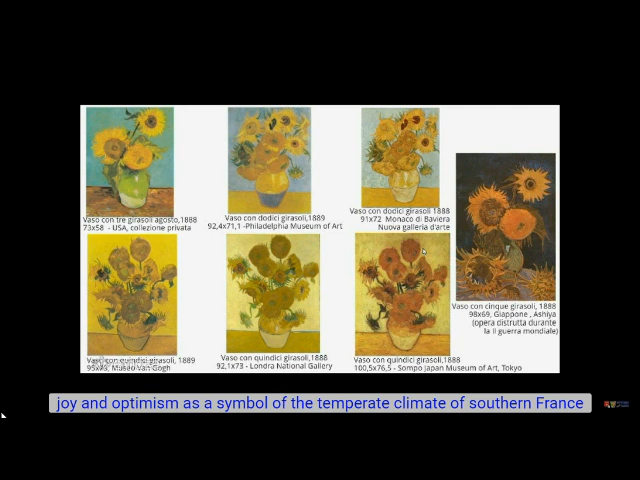 Vaso con tre girasoli agosto,1888
73x58 - USA, collezione privata
Vaso con dodici girasoli,1889
92,4x71,1 -Philadelphia Museum of Art
Vaso con dodici girasoli 1888
91x72 Monaco di Baviera
Nuova galleria d'arte
Vaso con cinque girasoli, 1888
98x69, Giappone , Ashiya
(opera distrutta durante
la II guerra mondiale)
Vaso con quindici girasoli, 1889
95x73, Museo Van Gogh
Vaso con quindici girasoli,1888
92,1x73 - Londra National Gallery
Vaso con quindici girasoli,1888
100,5x76,5 - Sompo Japan Museum of Art, Tokyo
joy and optimism as a symbol of the temperate climate of southern France